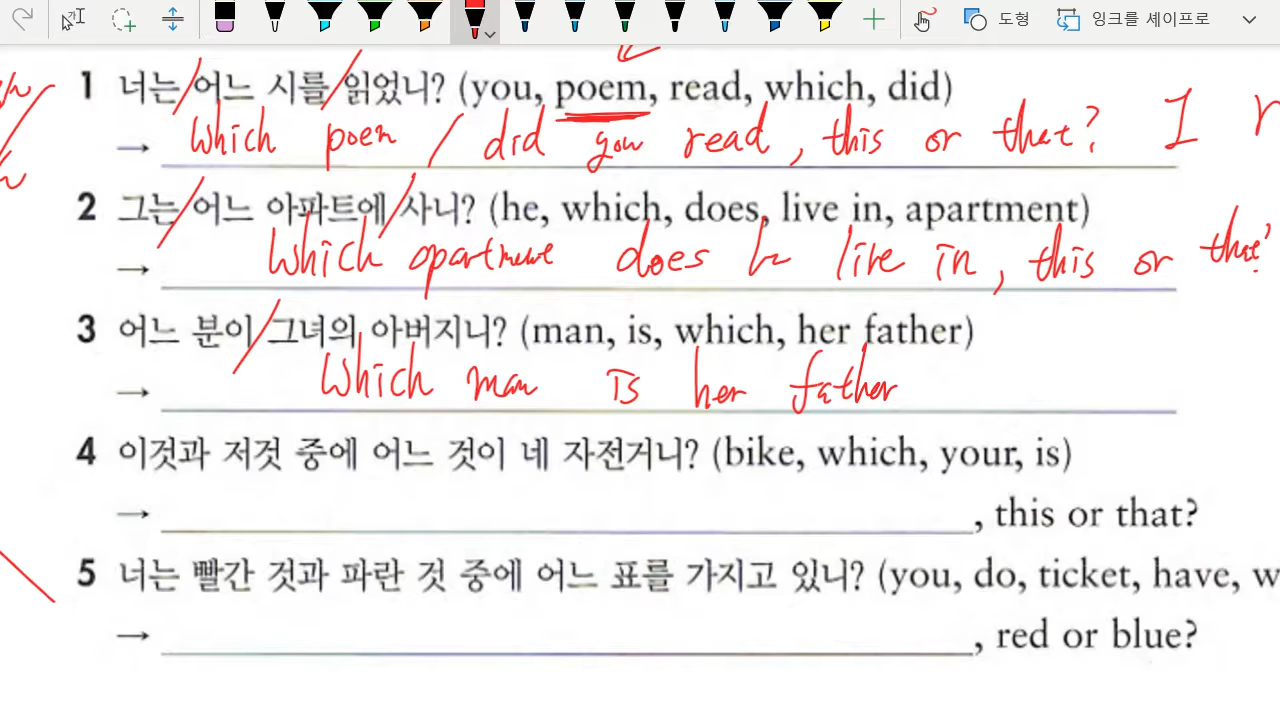 도형 잉크를 셰이프로
1 너는 어느 시를 읽었니? (you, poem, read, which, did)
→ Which poem / did you read, this or that? I
2 그는 어느 아파트에 사니? (he, which, does, live in, apartment)
→ Which apartment does he live in, this or that?
3 어느 분이 그녀의 아버지니? (man, is, which, her father)
→ Which man is her father
4 이것과 저것 중에 어느 것이 네 자전거니? (bike, which, your, is)
→ , this or that?
5 너는 빨간 것과 파란 것 중에 어느 표를 가지고 있니? (you, do, ticket, have, w
→ , red or blue?